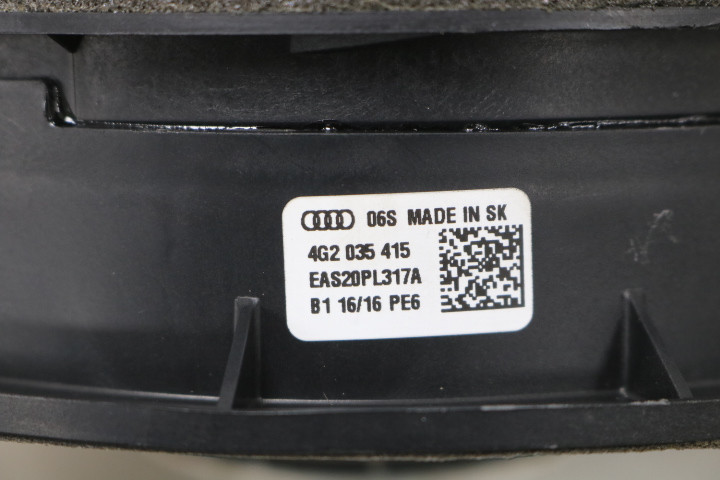 06S MADE IN SK
4G2 035 415
EAS20PL317A
B1 16/16 PE6